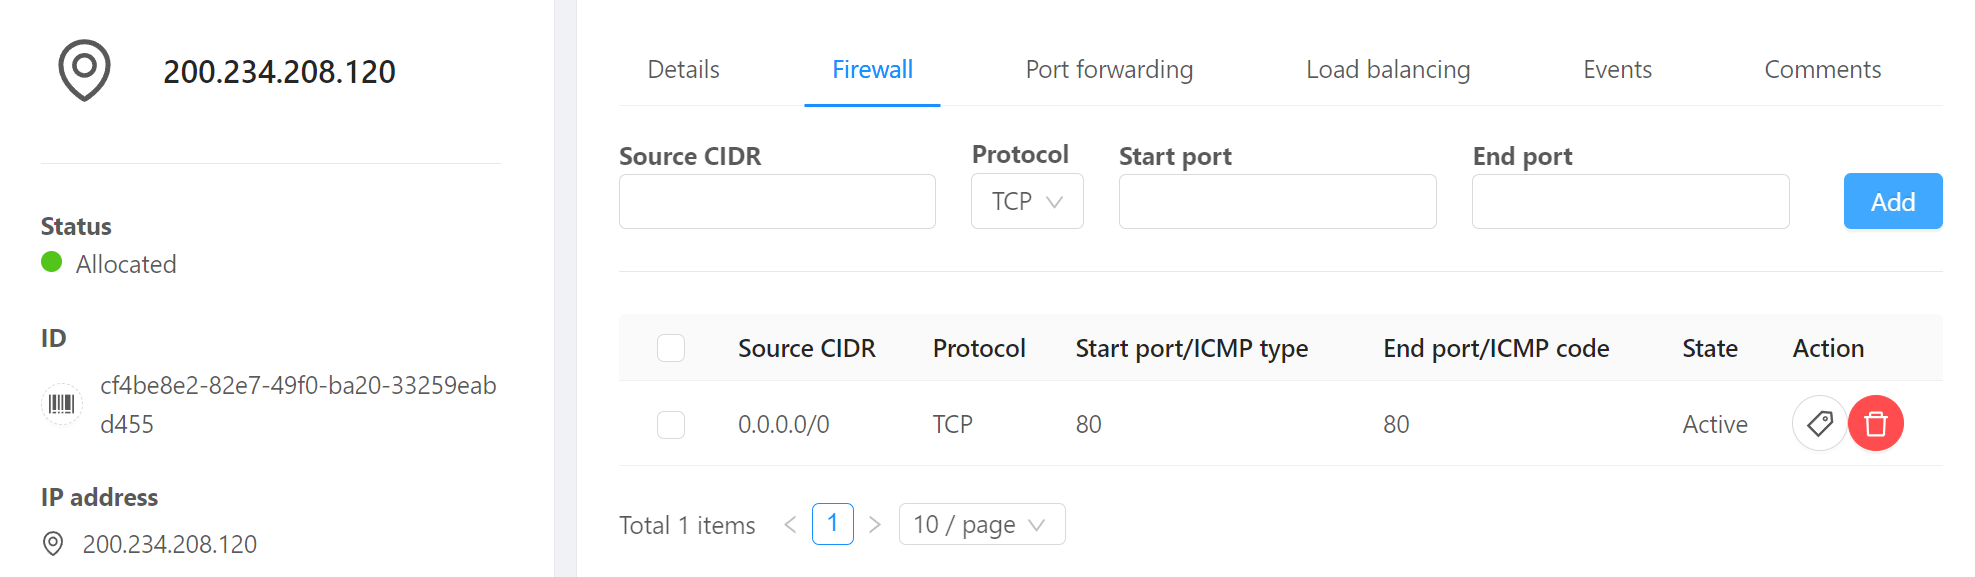 200.234.208.120
Status
Allocated
ID
cf4be8e2-82e7-49f0-ba20-33259eab
d455
IP address
200.234.208.120
Details Firewall Port forwarding Load balancing Events Comments
Source CIDR Protocol Start port End port
TCP Add
Source CIDR Protocol Start port/ICMP type End port/ICMP code State Action
0.0.0.0/0 TCP 80 80 Active
Total 1 items < 1 > 10 / page